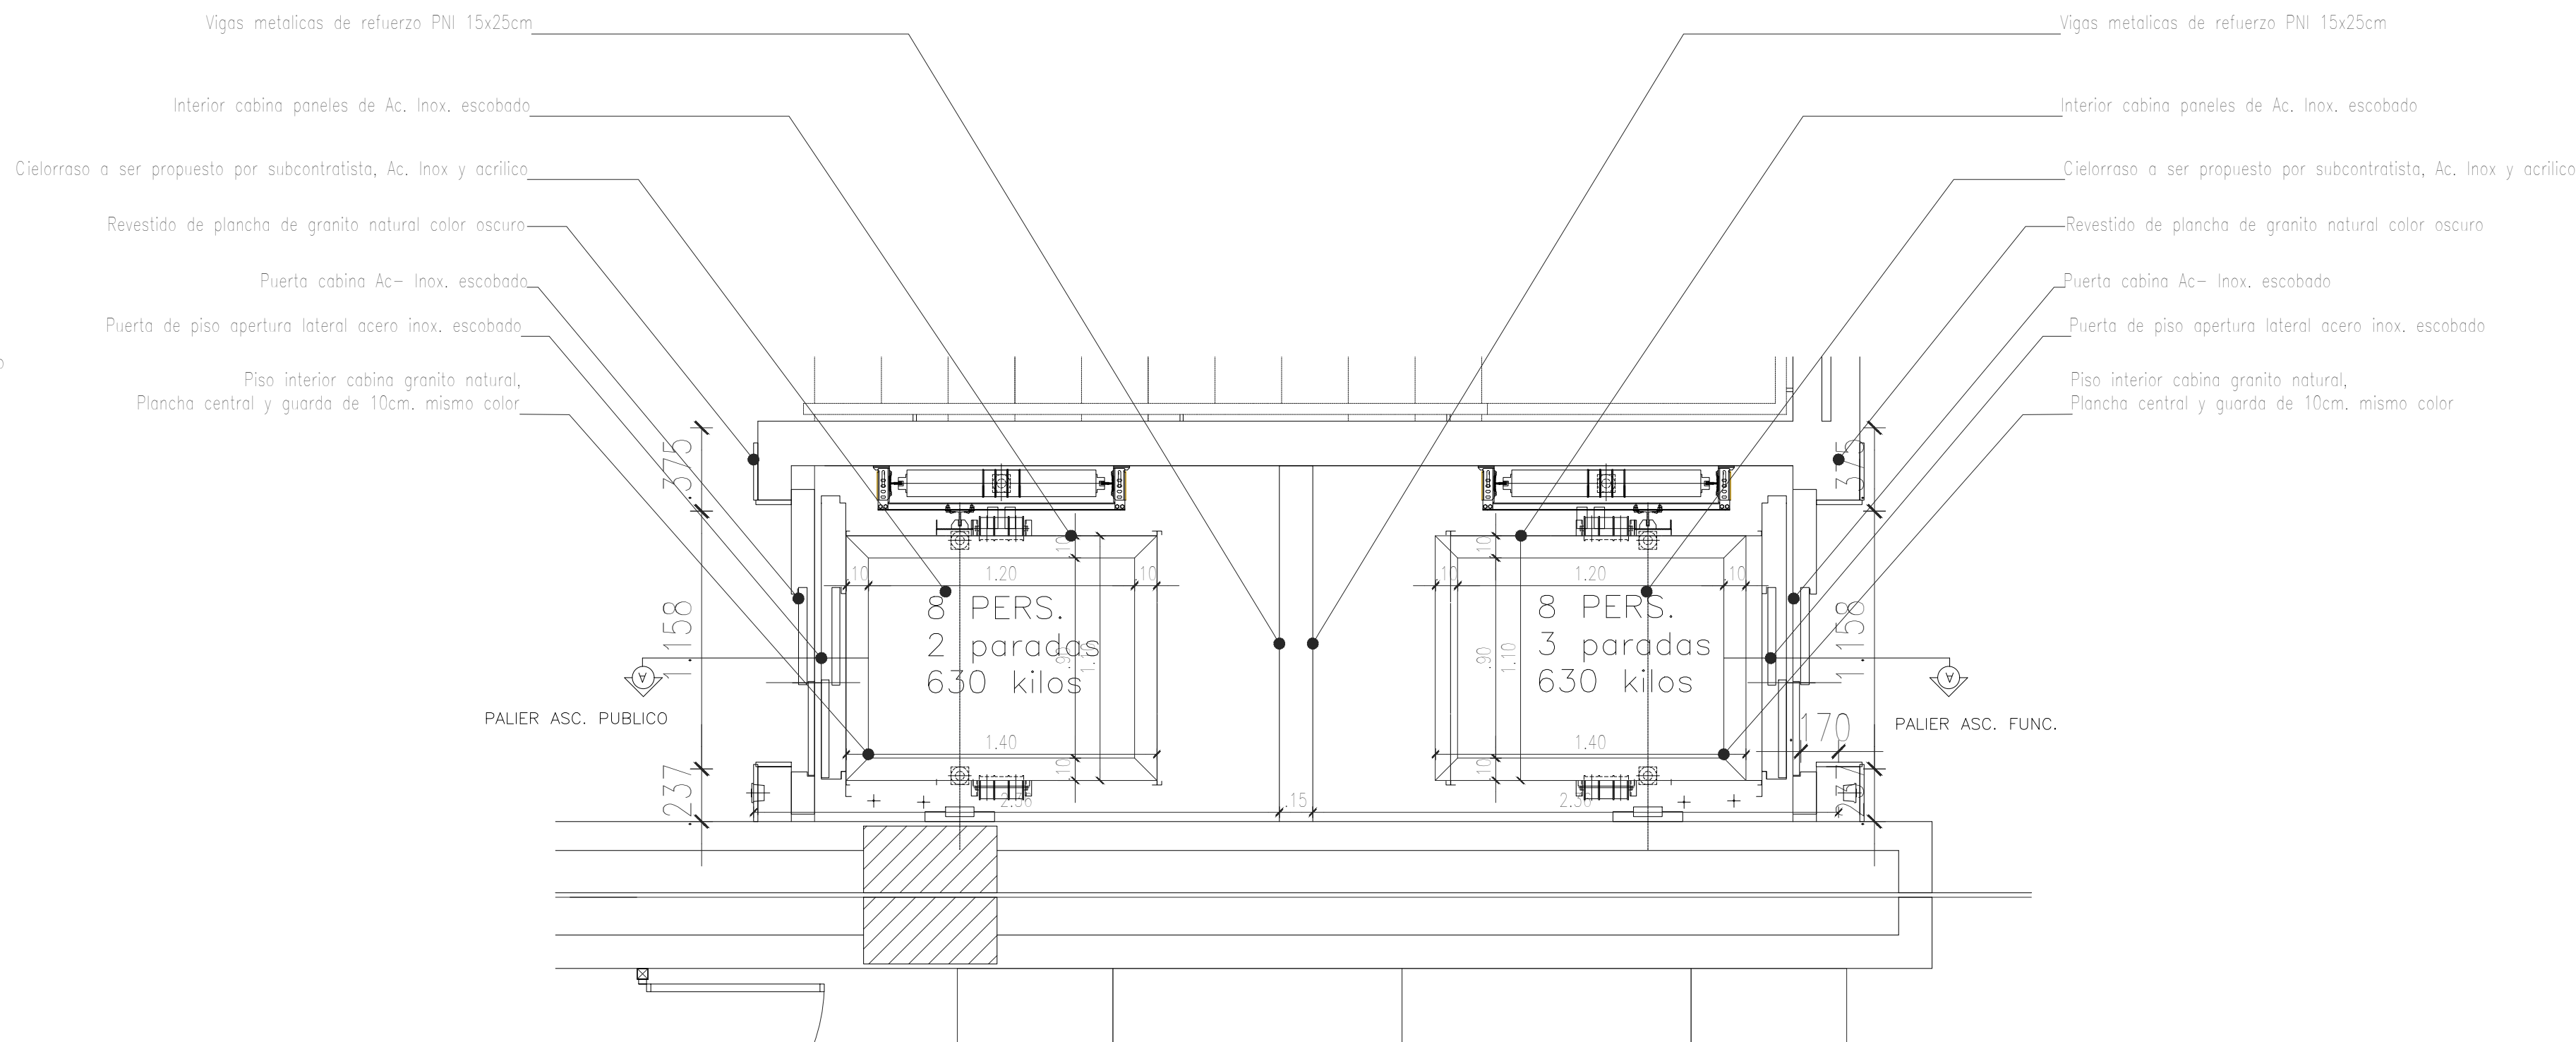 Vigas metalicas de refuerzo PNI 15x25cm
Interior cabina paneles de Ac. Inox. escobado
Cielorraso a ser propuesto por subcontratista, Ac. Inox y acrilico
Revestido de plancha de granito natural color oscuro
Puerta cabina Ac- Inox. escobado
Puerta de piso apertura lateral acero inox. escobado
Piso interior cabina granito natural,
Plancha central y guarda de 10cm. mismo color
Vigas metalicas de refuerzo PNI 15x25cm
Interior cabina paneles de Ac. Inox. escobado
Cielorraso a ser propuesto por subcontratista, Ac. Inox y acrilico
Revestido de plancha de granito natural color oscuro
Puerta cabina Ac- Inox. escobado
Puerta de piso apertura lateral acero inox. escobado
Piso interior cabina granito natural,
Plancha central y guarda de 10cm. mismo color
.375
1.158
.237
A
PALIER ASC. PUBLICO
.10
1.20
.10
.10
8 PERS.
2 paradas
630 kilos
.90
1.40
.10
.15
.10
1.20
.10
.10
8 PERS.
3 paradas
630 kilos
.90
1.10
1.40
.10
.375
1.158
.170
A
PALIER ASC. FUNC.